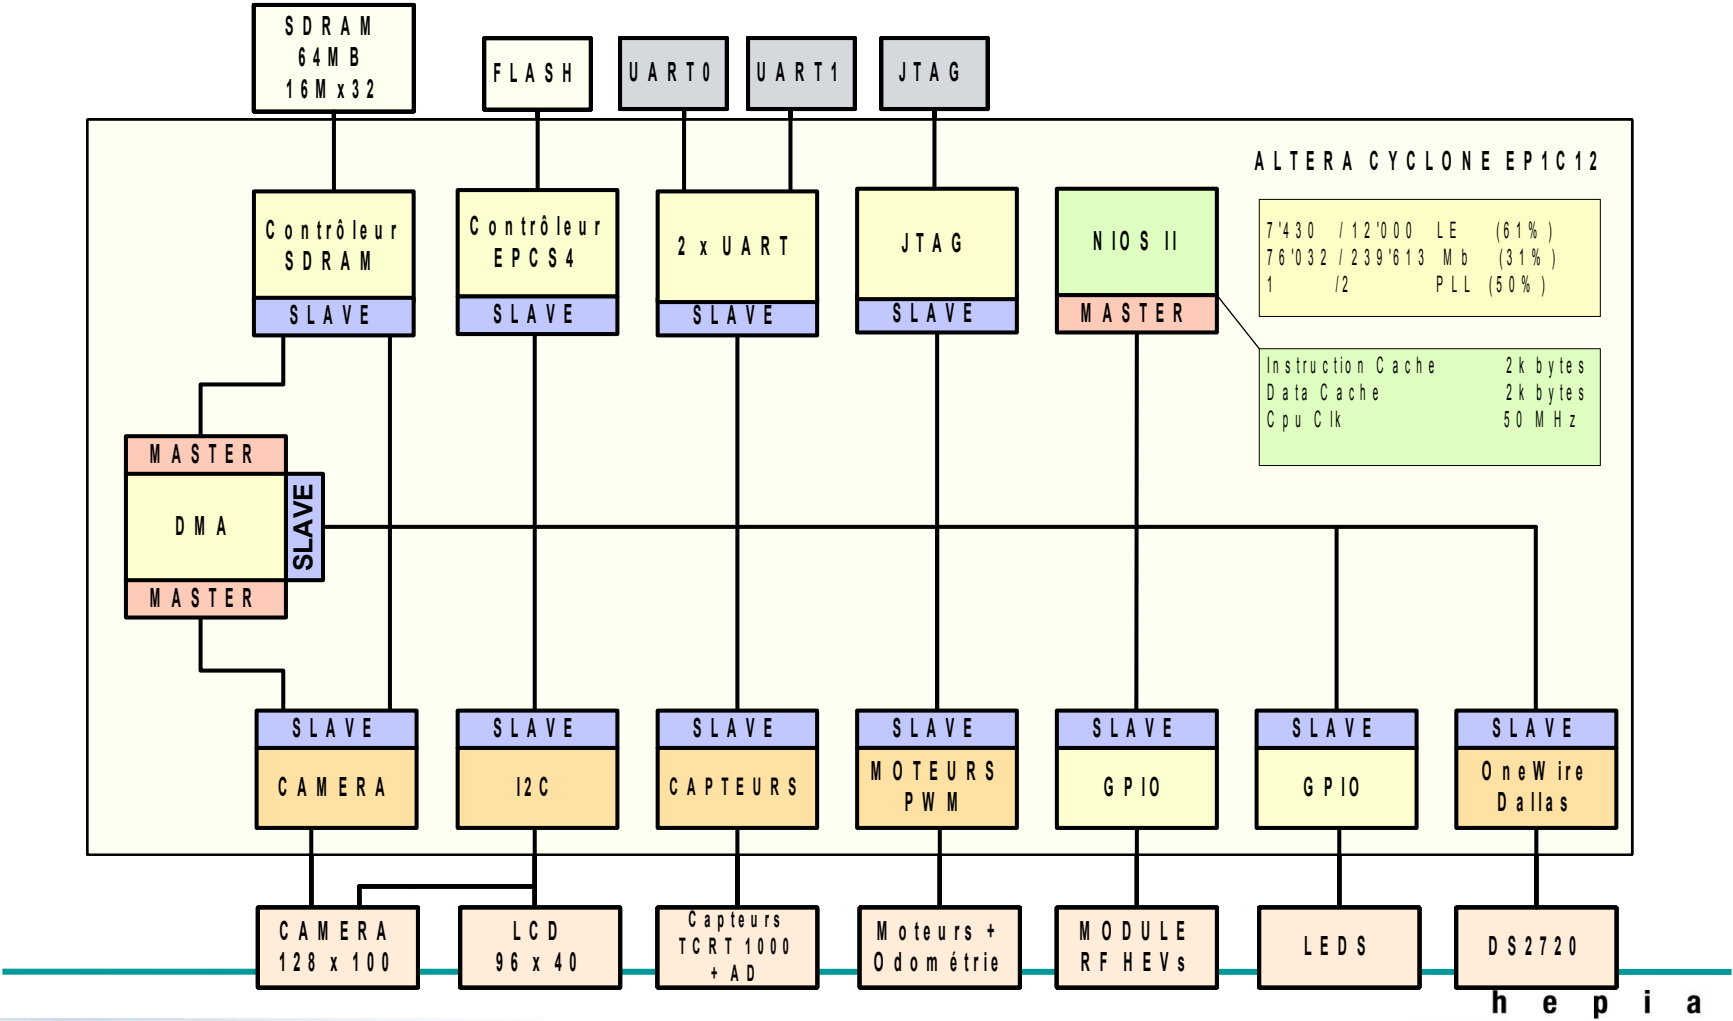 SDRAM
64MB
16Mx32
FLASH
UART0
UART1
JTAG
ALTERA CYCLONE EP1C12
Contrôleur
SDRAM
SLAVE
Contrôleur
EPCS4
SLAVE
2 x UART
SLAVE
JTAG
SLAVE
NIOS II
MASTER
7'430 /12'000 LE (61%)
76'032/239'613 Mb (31%)
1 /2 PLL (50%)
Instruction Cache 2k bytes
Data Cache 2k bytes
Cpu Clk 50 MHz
MASTER
DMA
SLAVE
MASTER
SLAVE
CAMERA
SLAVE
I2C
SLAVE
CAPTEURS
SLAVE
MOTEURS
PWM
SLAVE
GPIO
SLAVE
GPIO
SLAVE
OneWire
Dallas
CAMERA
128 x 100
LCD
96 x 40
Capteurs
TCRT 1000
+ AD
Moteurs +
Odométrie
MODULE
RF HEVs
LEDS
DS2720
hepia